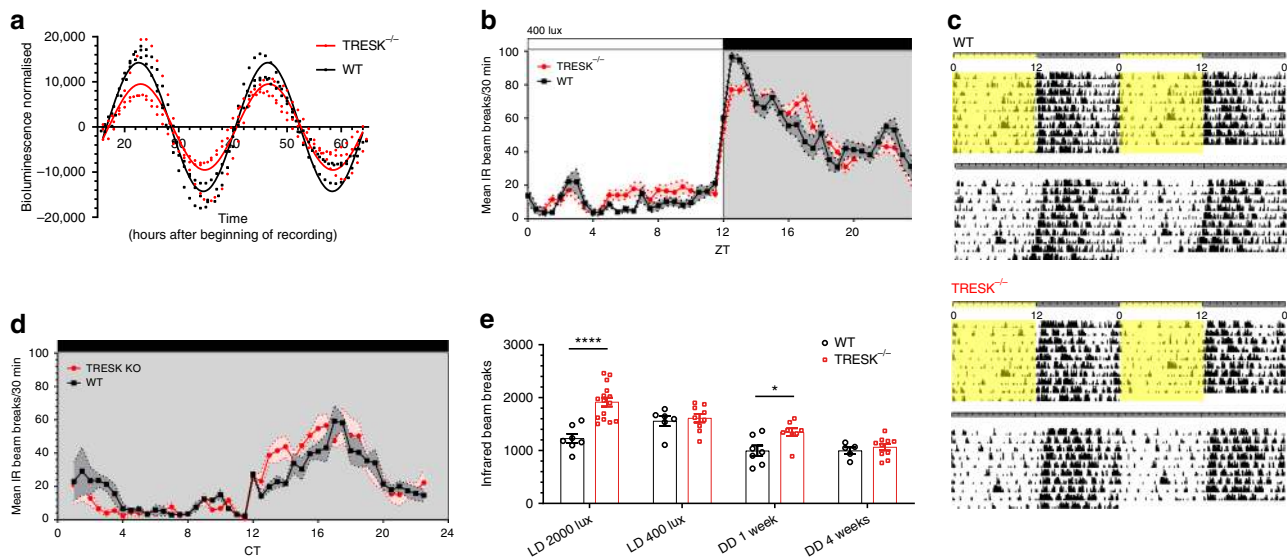 a
Bioluminescence normalised
20,000
10,000
0
–10,000
–20,000
20
30
40
50
60
TRESK–/–
WT
Time
(hours after beginning of recording)
b
400 lux
Mean IR beam breaks/30 min
100
80
60
40
20
0
TRESK–/–
WT
0
4
8
12
16
20
ZT
c
WT
0
12
0
12
TRESK–/–
0
12
0
12
d
Mean IR beam breaks/30 min
100
80
60
40
20
0
TRESK KO
WT
0
4
8
12
16
20
24
CT
e
Infrared beam breaks
3000
2000
1000
0
****
*
WT
TRESK–/–
LD 2000 lux
LD 400 lux
DD 1 week
DD 4 weeks